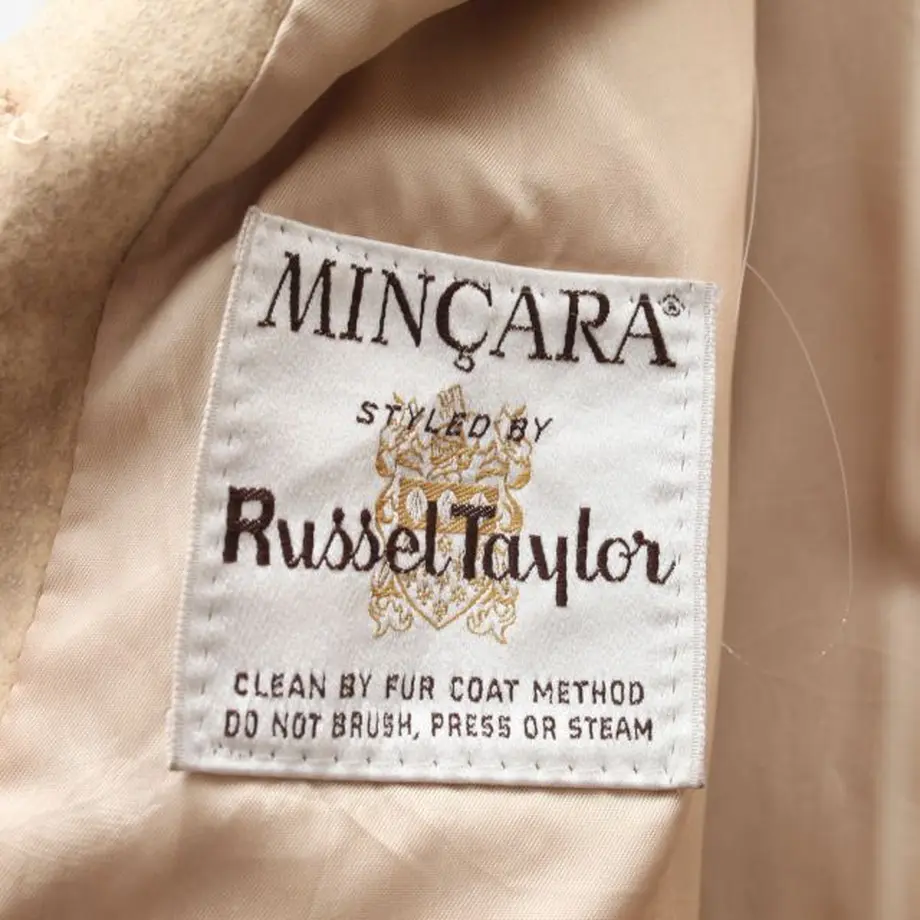 MINÇARA®
STYLED BY
Russel Taylor
CLEAN BY FUR COAT METHOD
DO NOT BRUSH, PRESS OR STEAM